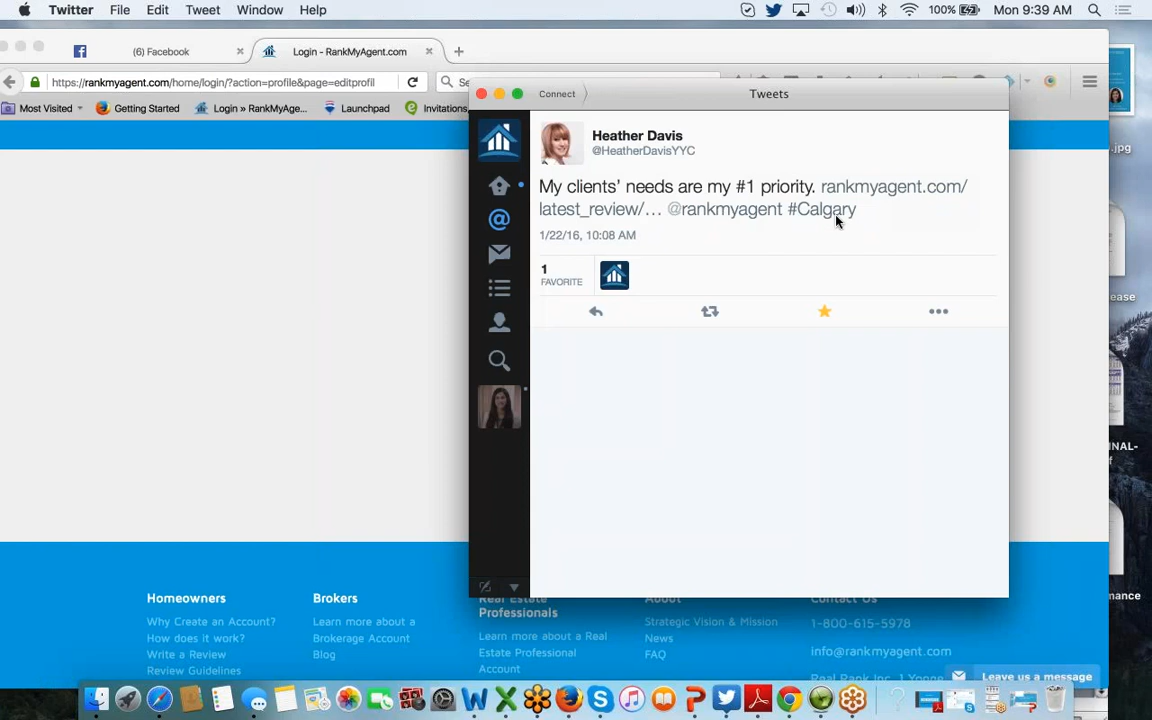 Twitter File Edit Tweet Window Help 100% Mon 9:39 AM
(6) Facebook Login - RankMyAgent.com
https://rankmyagent.com/home/login/?action=profile&page=editprofil
Most Visited Getting Started Login » RankMyAge... Launchpad Invitations
Connect Tweets
Heather Davis
@HeatherDavisYYC
My clients' needs are my #1 priority. rankmyagent.com/
latest_review/… @rankmyagent #Calgary
1/22/16, 10:08 AM
1
FAVORITE
.jpg
Homeowners
Why Create an Account?
How does it work?
Write a Review
Review Guidelines
Brokers
Learn more about a
Brokerage Account
Blog
Real Estate
Professionals
Learn more about a Real
Estate Professional
Account
About
Strategic Vision & Mission
News
FAQ
Contact Us
1-800-615-5978
info@rankmyagent.com
Leave us a message